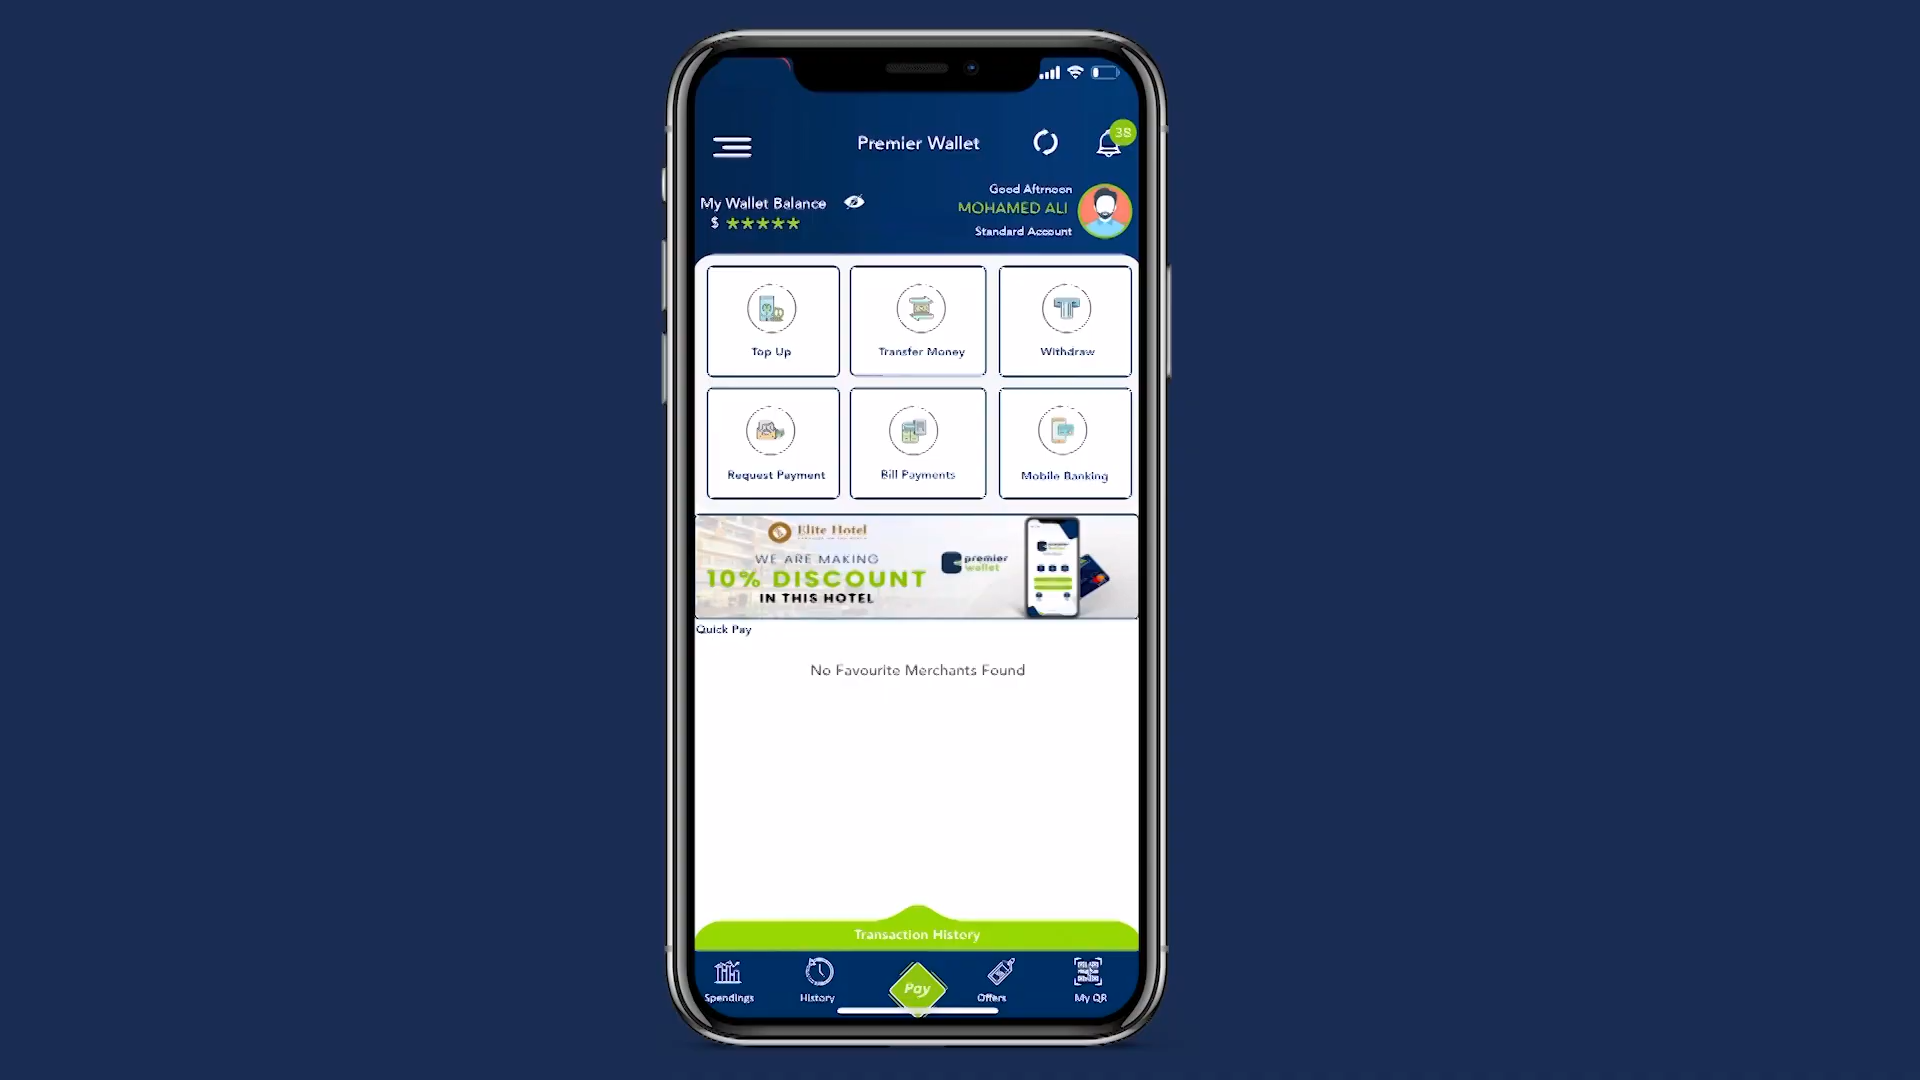 Premier Wallet
38
My Wallet Balance
$ *****
Good Aftrnoon
MOHAMED ALI
Standard Account
Top Up
Transfer Money
Withdraw
Request Payment
Bill Payments
Mobile Banking
Elite Hotel
WE ARE MAKING
10% DISCOUNT
IN THIS HOTEL
premier
wallet
Quick Pay
No Favourite Merchants Found
Transaction History
Spendings
History
Pay
Offers
My QR